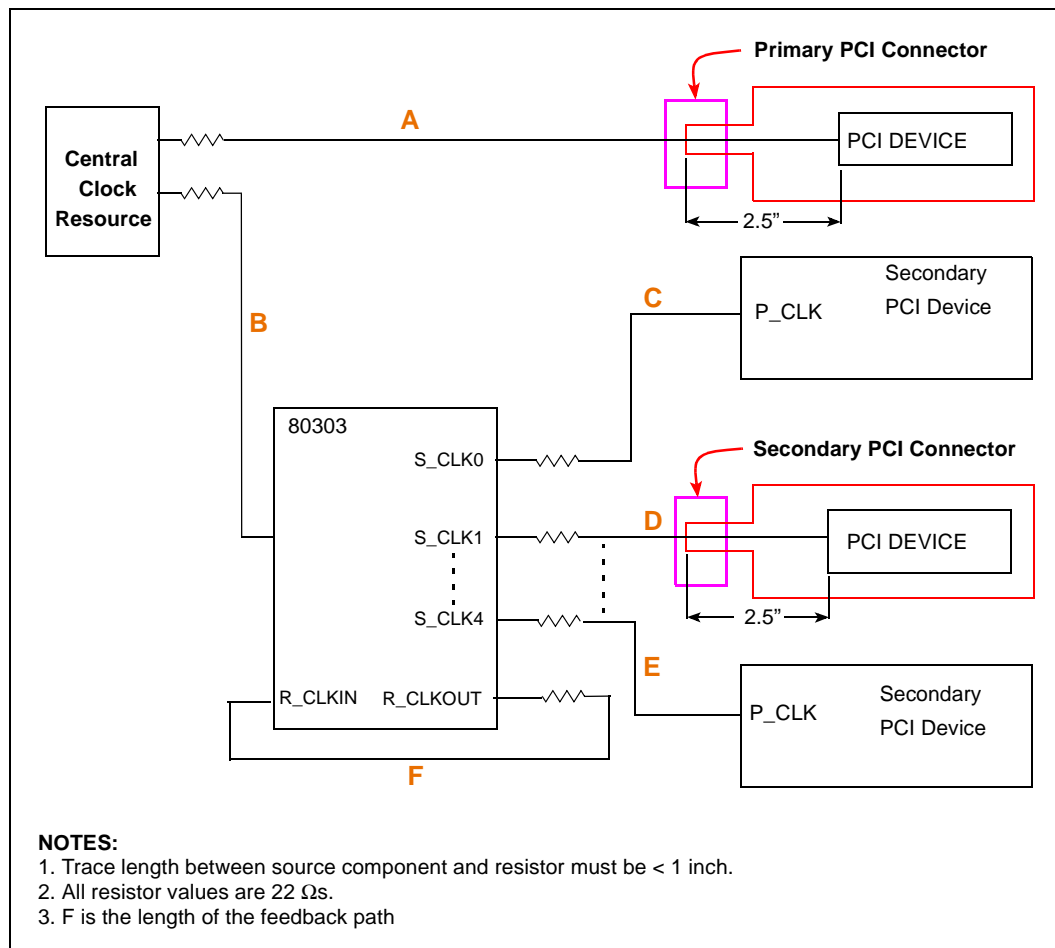 Primary PCI Connector
A
Central
Clock
Resource
PCI DEVICE
2.5”
B
C
Secondary
PCI Device
P_CLK
80303
S_CLK0
Secondary PCI Connector
D
S_CLK1
PCI DEVICE
2.5”
S_CLK4
E
Secondary
PCI Device
P_CLK
R_CLKIN
R_CLKOUT
F
NOTES:
1. Trace length between source component and resistor must be < 1 inch.
2. All resistor values are 22 Ωs.
3. F is the length of the feedback path